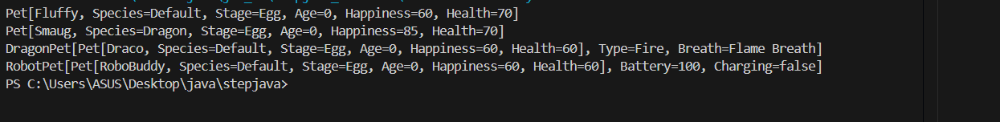 Pet[Fluffy, Species=Default, Stage=Egg, Age=0, Happiness=60, Health=70]
Pet[Smaug, Species=Dragon, Stage=Egg, Age=0, Happiness=85, Health=70]
DragonPet[Pet[Draco, Species=Default, Stage=Egg, Age=0, Happiness=60, Health=60], Type=Fire, Breath=Flame Breath]
RobotPet[Pet[RoboBuddy, Species=Default, Stage=Egg, Age=0, Happiness=60, Health=60], Battery=100, Charging=false]
PS C:\Users\ASUS\Desktop\java\stepjava>